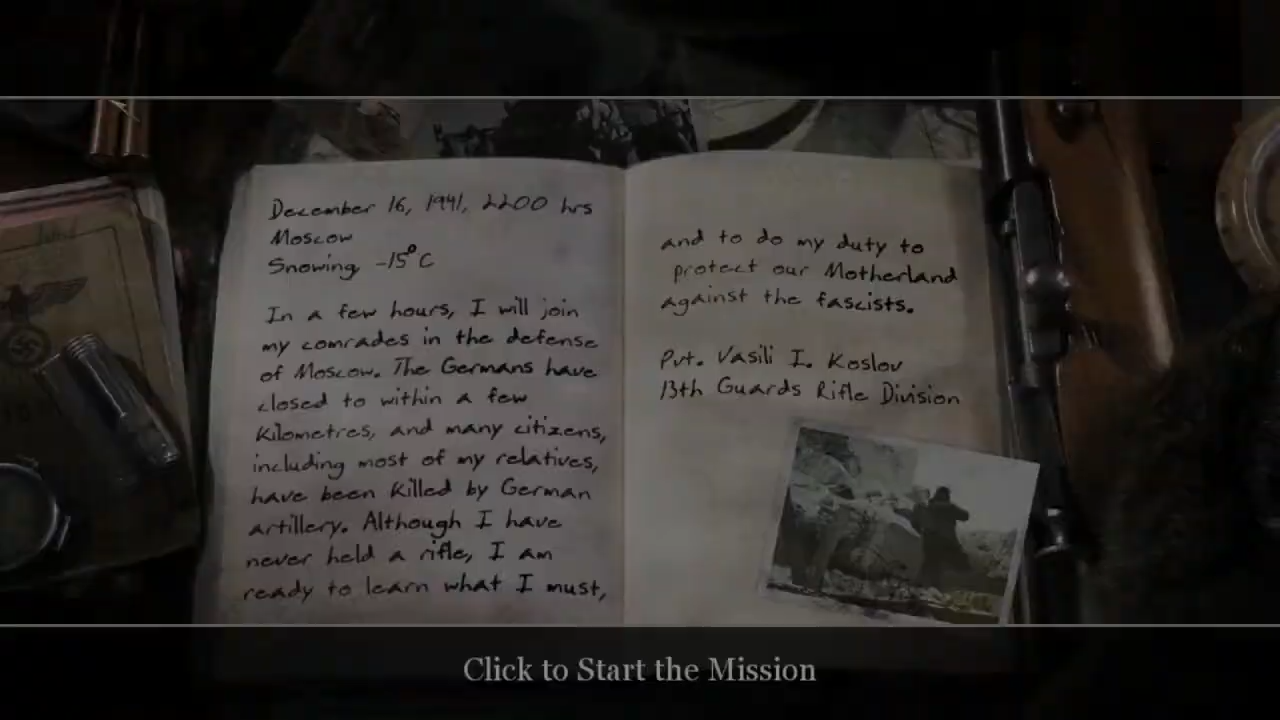 December 16, 1941, 2200 hrs
Moscow
Snowing, -15°C
In a few hours, I will join
my comrades in the defense
of Moscow. The Germans have
closed to within a few
kilometres, and many citizens,
including most of my relatives,
have been killed by German
artillery. Although I have
never held a rifle, I am
ready to learn what I must,
and to do my duty to
protect our Motherland
against the fascists.
Pvt. Vasili I. Koslov
13th Guards Rifle Division
Click to Start the Mission